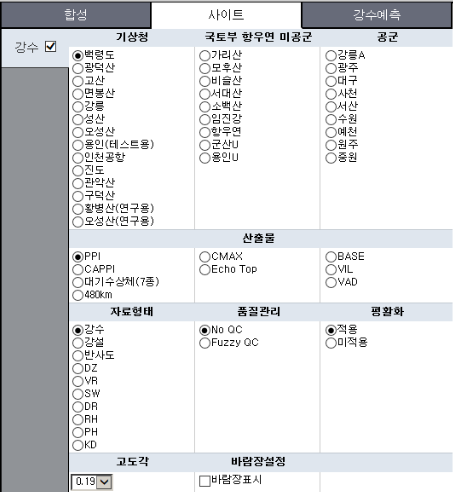 합성 사이트 강수예측
강수
기상청 국토부 항우연 미공군 공군
백령도 가리산 강릉A
광덕산 모후산 광주
고산 비슬산 대구
면봉산 서대산 사천
강릉 소백산 서산
성산 임진강 수원
오성산 항우연 예천
용인(테스트용) 군산U 원주
인천공항 용인U 중원
진도
관악산
구덕산
황병산(연구용)
오성산(연구용)
산출물
PPI CMAX BASE
CAPPI Echo Top VIL
대기수상체(7종) VAD
480km
자료형태 품질관리 평활화
강수 No QC 적용
강설 Fuzzy QC 미적용
반사도
DZ
VR
SW
DR
RH
PH
KD
고도각 바람장설정
0.19 바람장표시